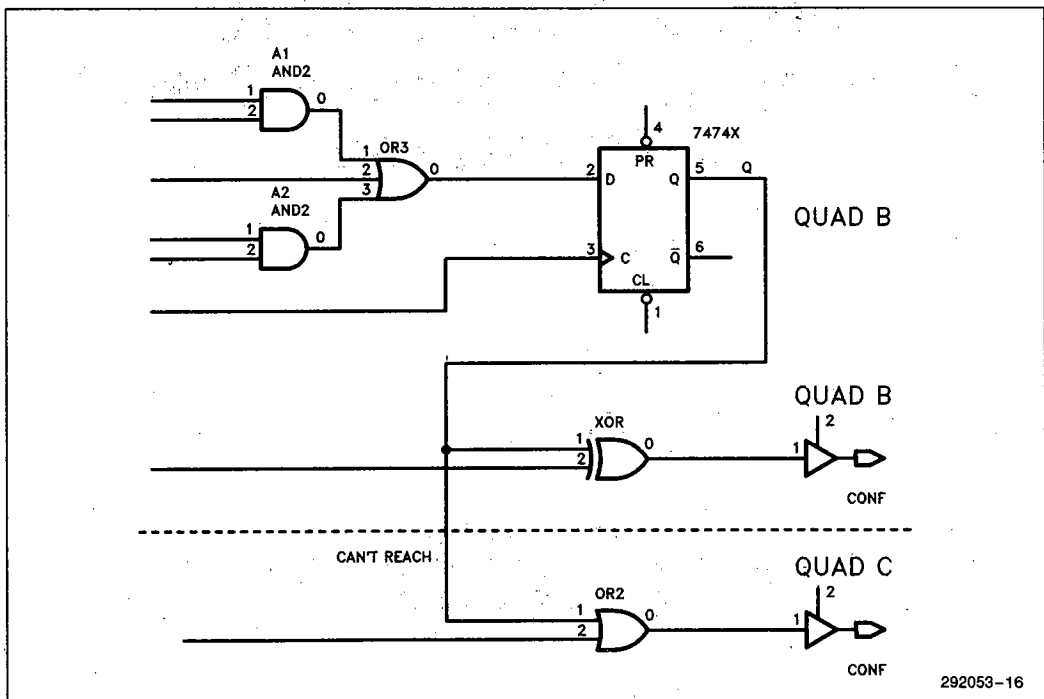 A1
AND2
1
2
0
OR3
1
2
3
0
A2
AND2
1
2
0
4
7474X
PR
2
D
Q
5
Q
QUAD B
3
C
Q̅
6
CL
1
QUAD B
XOR
1
2
0
1
2
CONF
CAN'T REACH
QUAD C
OR2
1
2
0
1
2
CONF
292053-16